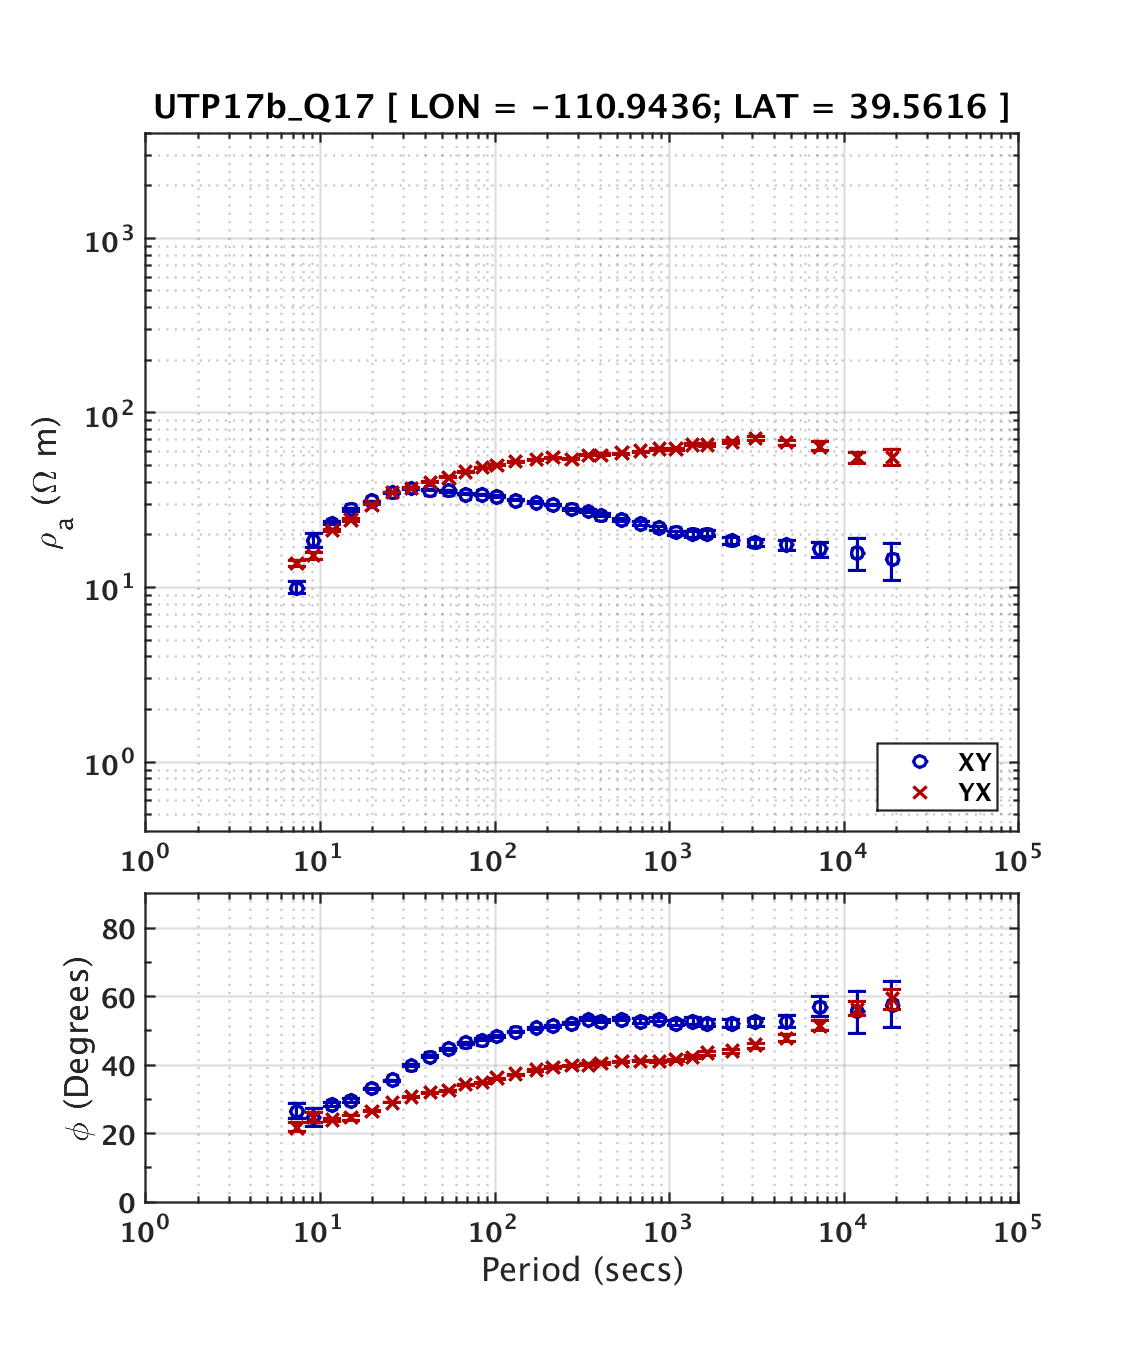 UTP17b_Q17 [ LON = -110.9436; LAT = 39.5616 ]
10³
10²
10¹
10⁰
ρa (Ω m)
XY
YX
10⁰ 10¹ 10² 10³ 10⁴ 10⁵
80
60
40
20
0
ϕ (Degrees)
10⁰ 10¹ 10² 10³ 10⁴ 10⁵
Period (secs)